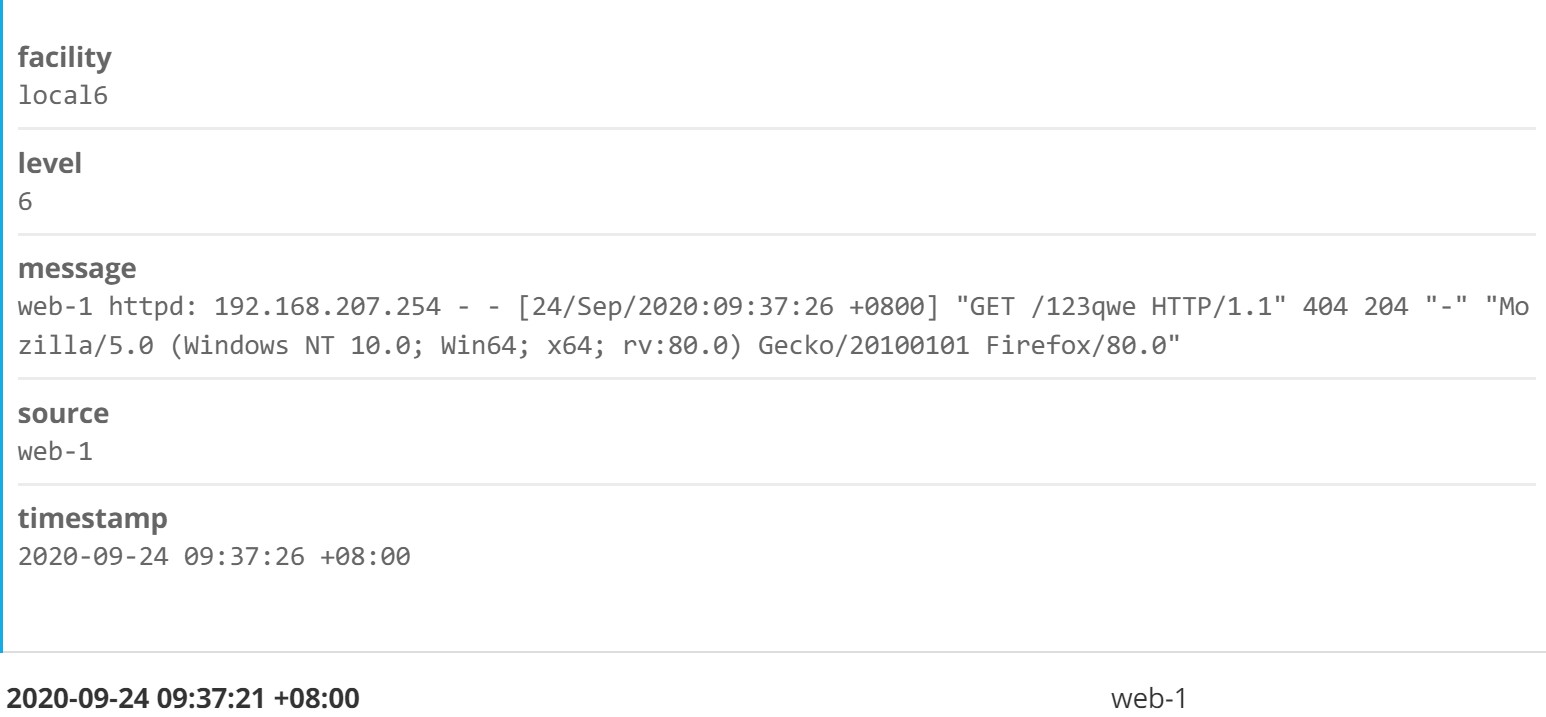 facility
local6
level
6
message
web-1 httpd: 192.168.207.254 - - [24/Sep/2020:09:37:26 +0800] "GET /123qwe HTTP/1.1" 404 204 "-" "Mo
zilla/5.0 (Windows NT 10.0; Win64; x64; rv:80.0) Gecko/20100101 Firefox/80.0"
source
web-1
timestamp
2020-09-24 09:37:26 +08:00
2020-09-24 09:37:21 +08:00 web-1